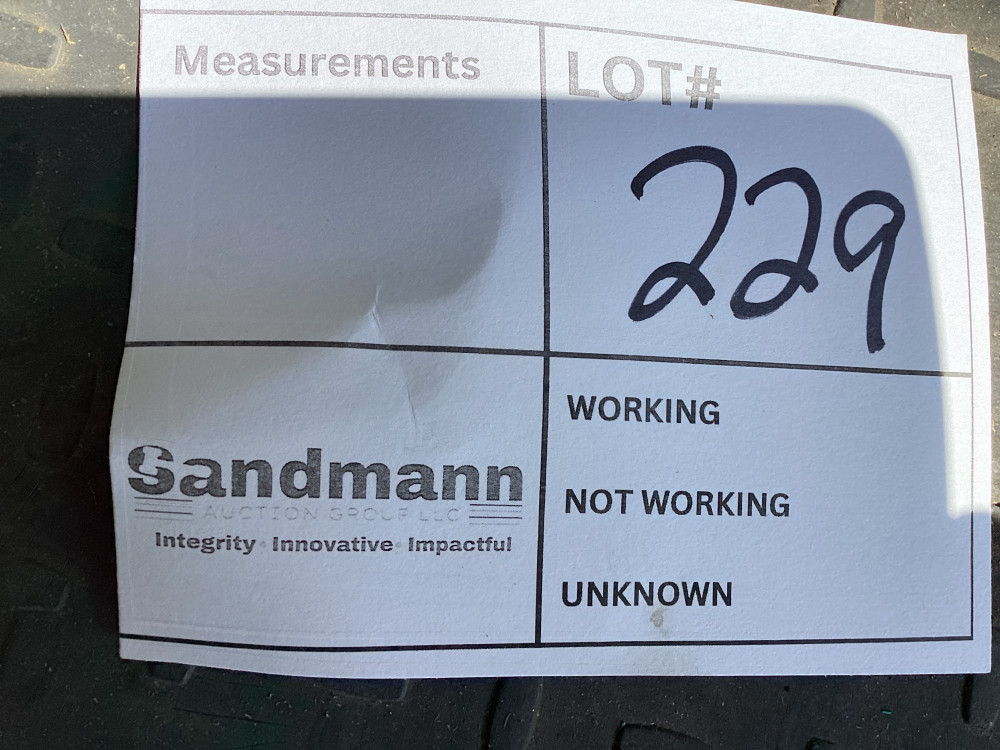 Measurements
LOT#
229
Sandmann
AUCTION GROUP LLC
Integrity Innovative Impactful
WORKING
NOT WORKING
UNKNOWN